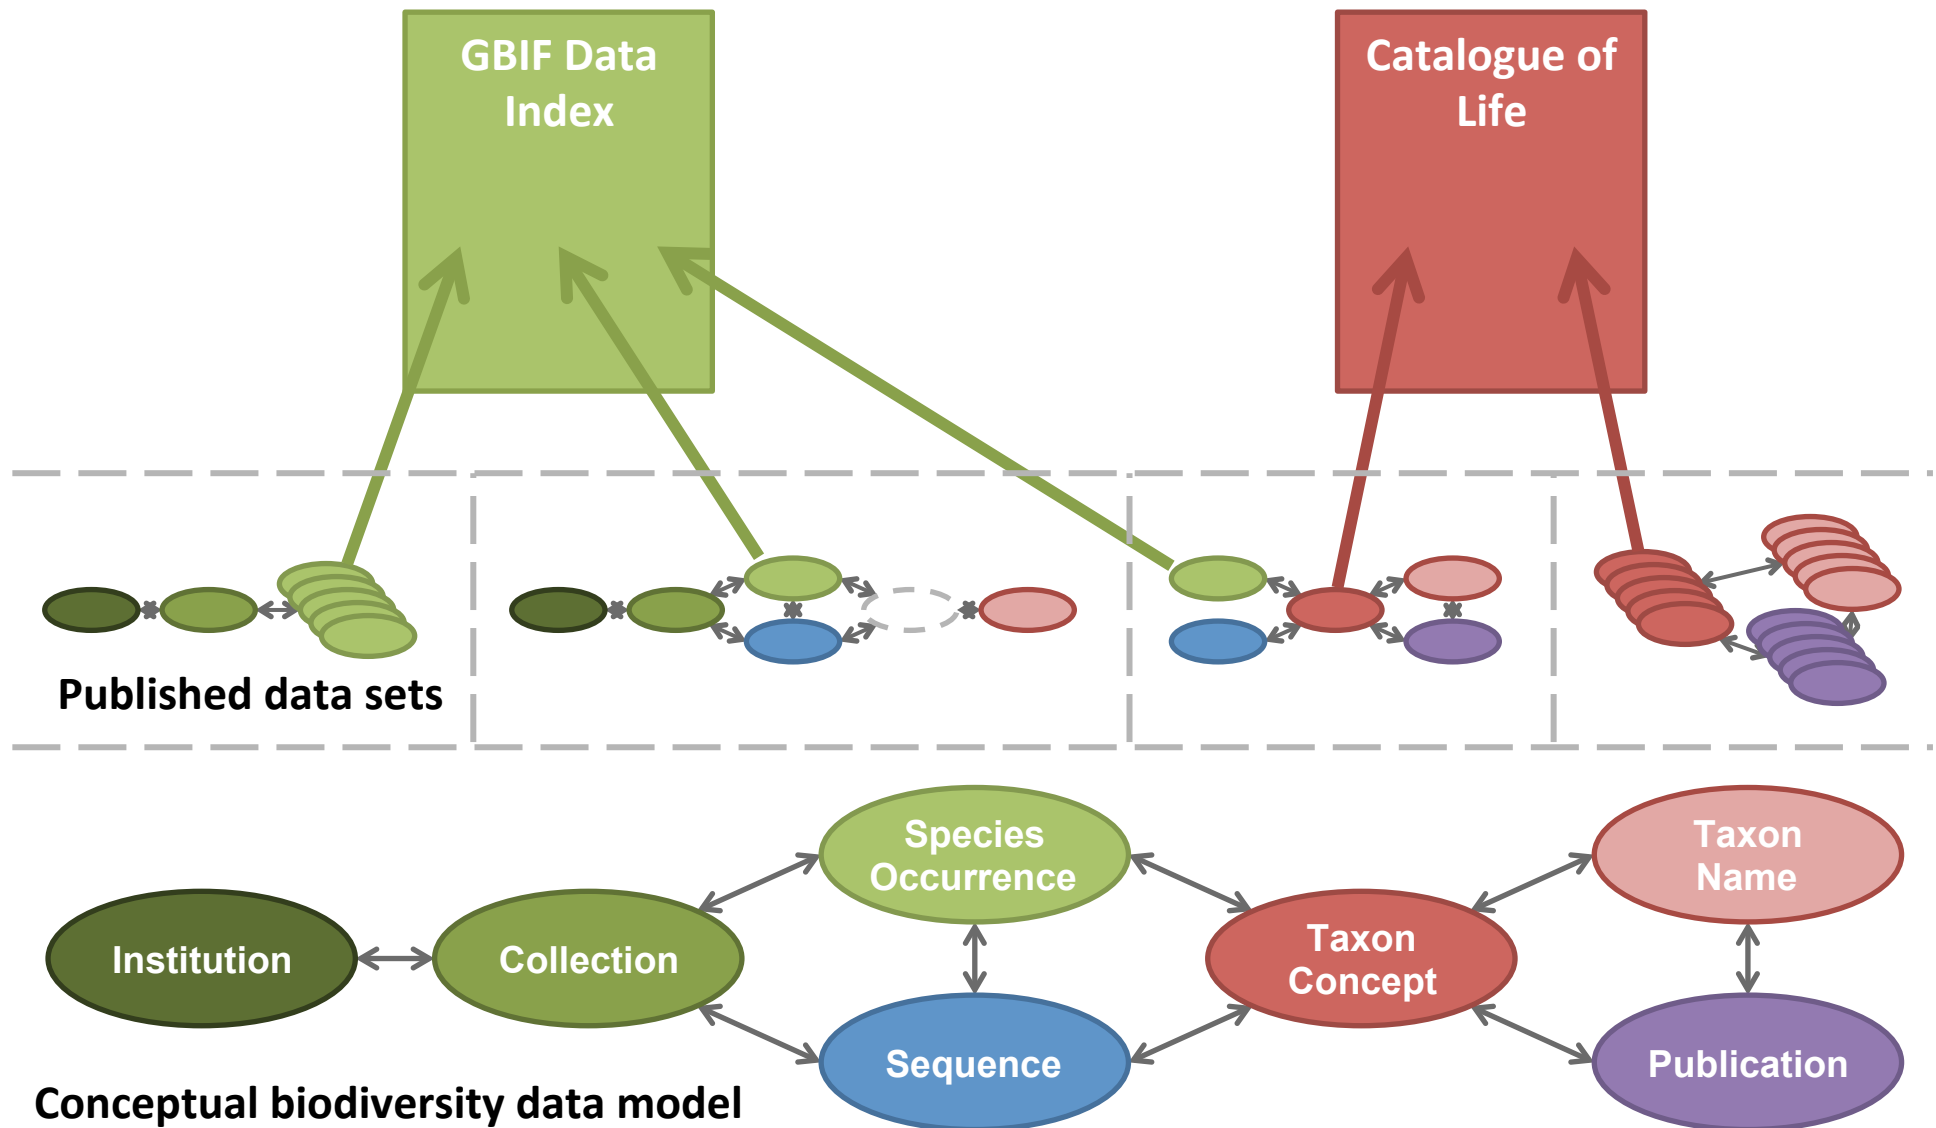 GBIF Data
Index
Catalogue of
Life
Published data sets
Species
Occurrence
Taxon
Name
Institution
Collection
Taxon
Concept
Sequence
Publication
Conceptual biodiversity data model